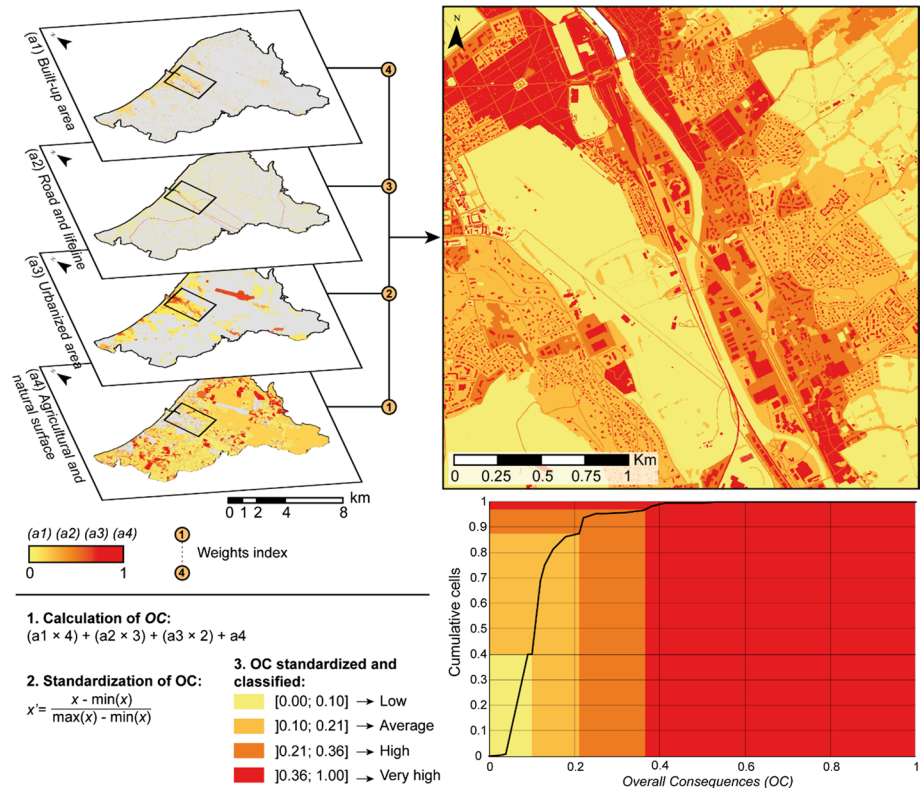 (a1) Built-up area
4
(a2) Road and lifeline
3
(a3) Urbanized area
2
(a4) Agricultural and
natural surface
1
km
0 1 2 4 8
(a1) (a2) (a3) (a4)
0 1
1
Weights index
4
1. Calculation of OC:
(a1 × 4) + (a2 × 3) + (a3 × 2) + a4
2. Standardization of OC:
x'= x - min(x)
max(x) - min(x)
3. OC standardized and
classified:
]0.00; 0.10] → Low
]0.10; 0.21] → Average
]0.21; 0.36] → High
]0.36; 1.00] → Very high
N
Km
0 0.25 0.5 0.75 1
Cumulative cells
1
0.9
0.8
0.7
0.6
0.5
0.4
0.3
0.2
0.1
0
0 0.2 0.4 0.6 0.8 1
Overall Consequences (OC)